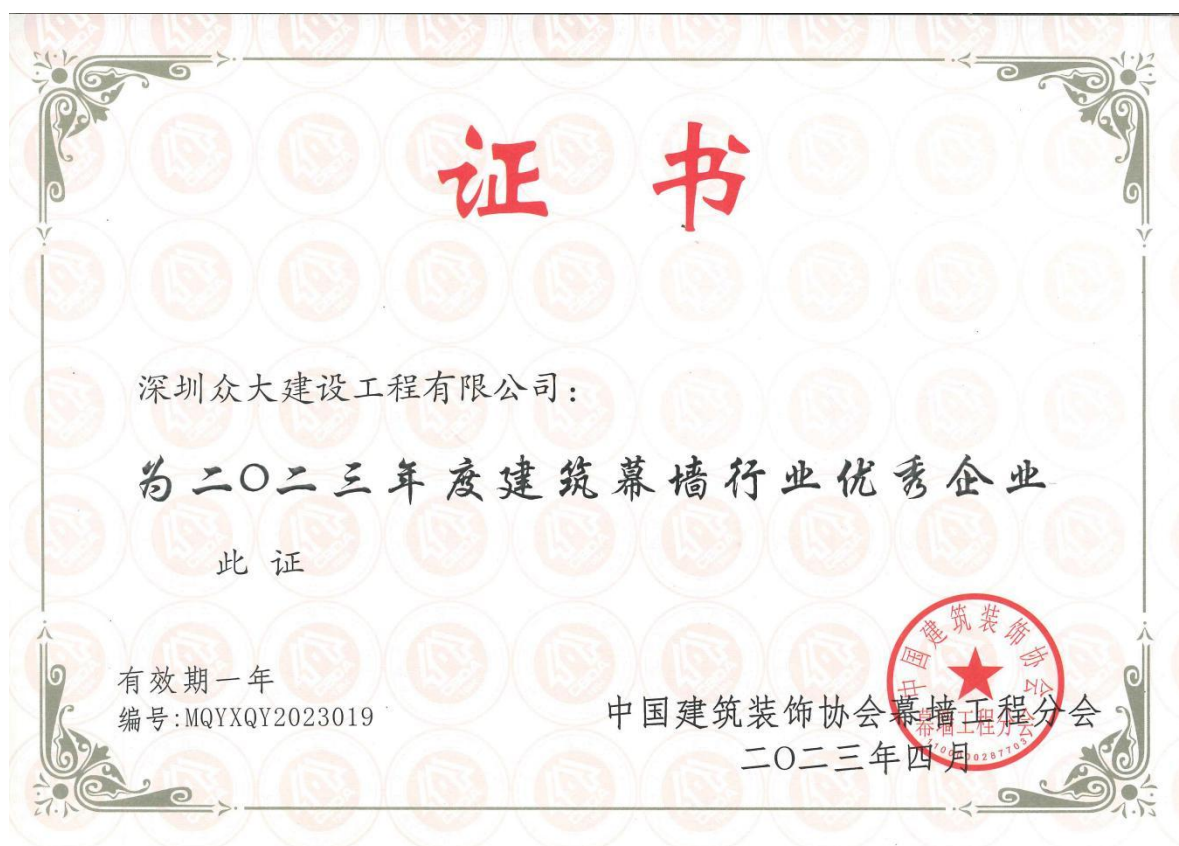 证 书
深圳众大建设工程有限公司：
为二〇二三年度建筑幕墙行业优秀企业
此 证
有效期一年
编号:MQYXQY2023019
中国建筑装饰协会幕墙工程分会
二〇二三年四月
中国建筑装饰协会
幕墙工程分会